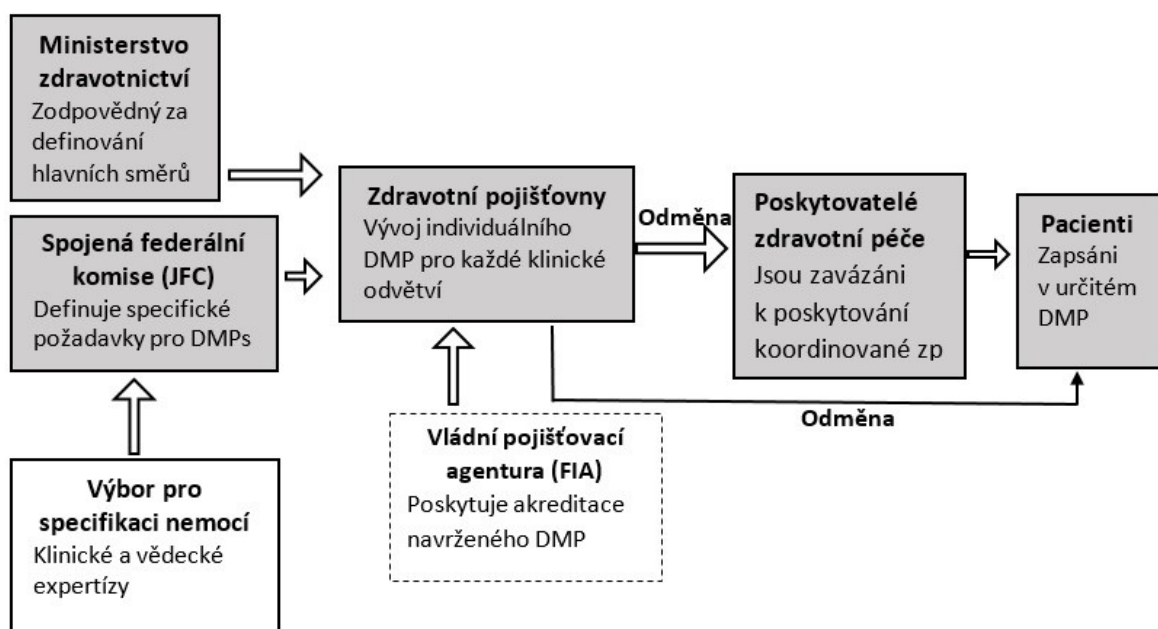 Ministerstvo
zdravotnictví
Zodpovědný za
definování
hlavních směrů
Spojená federální
komise (JFC)
Definuje specifické
požadavky pro DMPs
Výbor pro
specifikaci nemocí
Klinické a vědecké
expertízy
Zdravotní pojišťovny
Vývoj individuálního
DMP pro každé klinické
odvětví
Vládní pojišťovací
agentura (FIA)
Poskytuje akreditace
navrženého DMP
Odměna
Poskytovatelé
zdravotní péče
Jsou zavázáni
k poskytování
koordinované zp
Odměna
Pacienti
Zapsáni
v určitém
DMP